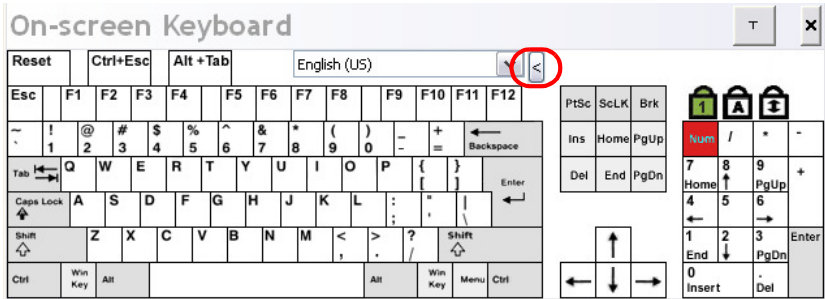 On-screen Keyboard T ×
Reset Ctrl+Esc Alt +Tab English (US) <
Esc F1 F2 F3 F4 F5 F6 F7 F8 F9 F10 F11 F12 PtSc ScLK Brk 1 A
~ ! @ # $ % ^ & * ( ) _ +
` 1 2 3 4 5 6 7 8 9 0 - = Backspace Ins Home PgUp Num / * -
Tab Q W E R T Y U I O P { } Enter Del End PgDn 7 8 9 +
[ ] Home PgUp
Caps Lock A S D F G H J K L : " | 4 5 6
; ' \
Shift Z X C V B N M < > ? Shift 1 2 3 Enter
, . / End PgDn
Ctrl Win Key Alt Alt Win Key Menu Ctrl 0 .
Insert Del